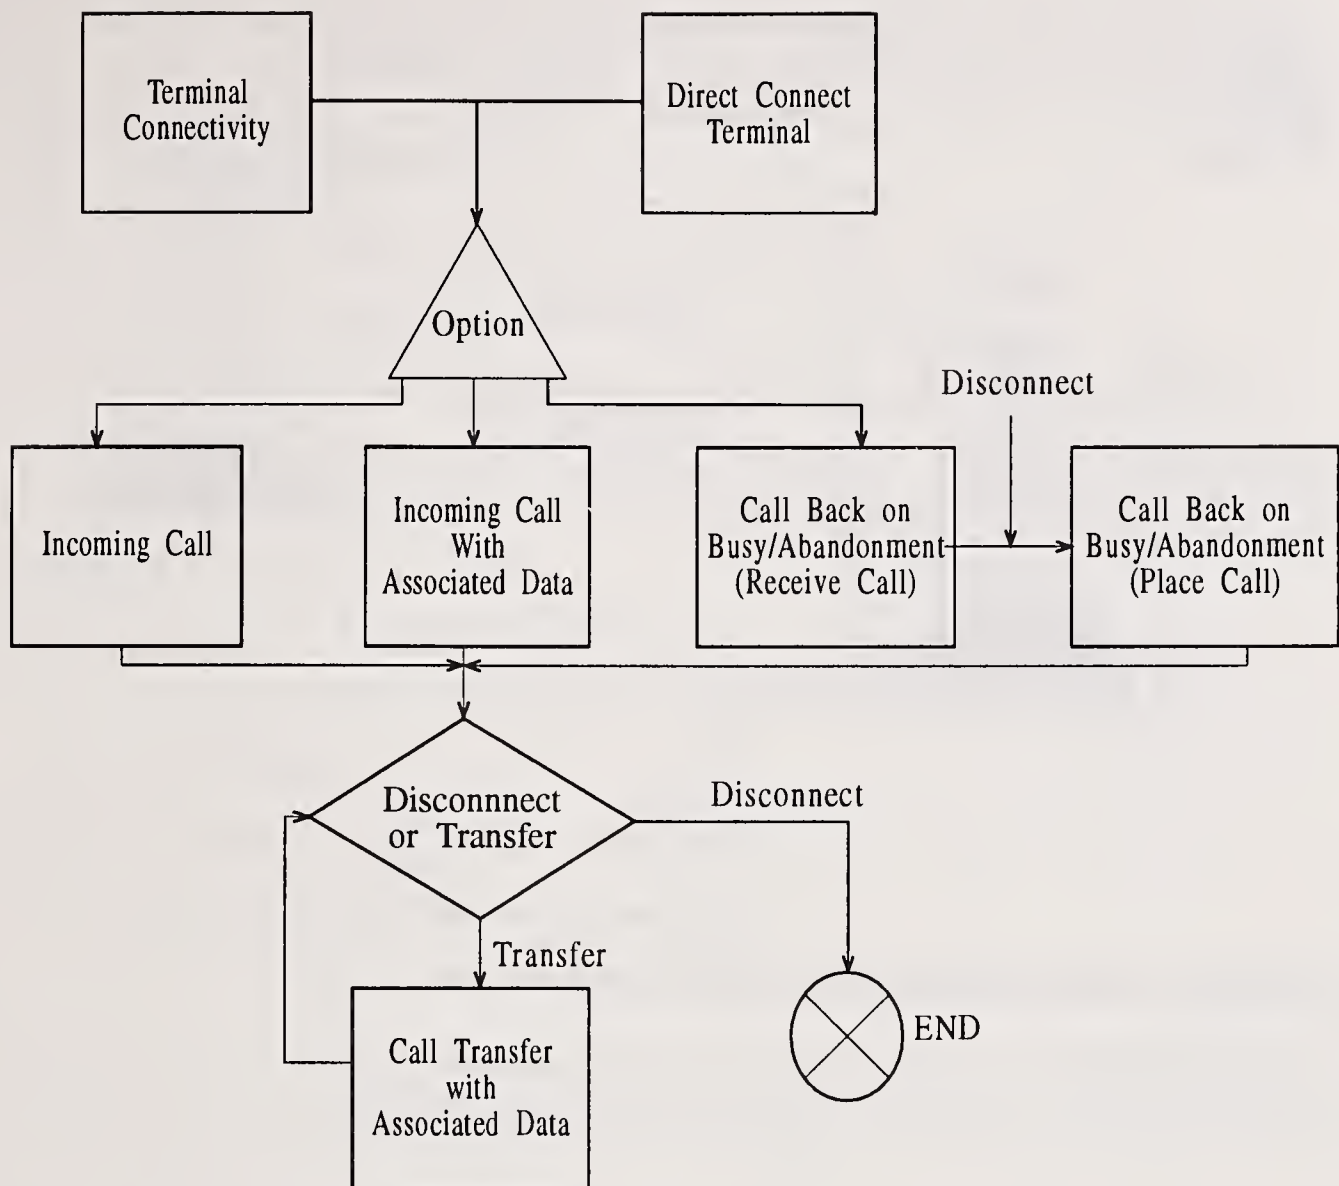 Terminal
Connectivity
Direct Connect
Terminal
Option
Disconnect
Incoming Call
Incoming Call
With
Associated Data
Call Back on
Busy/Abandonment
(Receive Call)
Call Back on
Busy/Abandonment
(Place Call)
Disconnnect
or Transfer
Disconnect
Transfer
Call Transfer
with
Associated Data
END